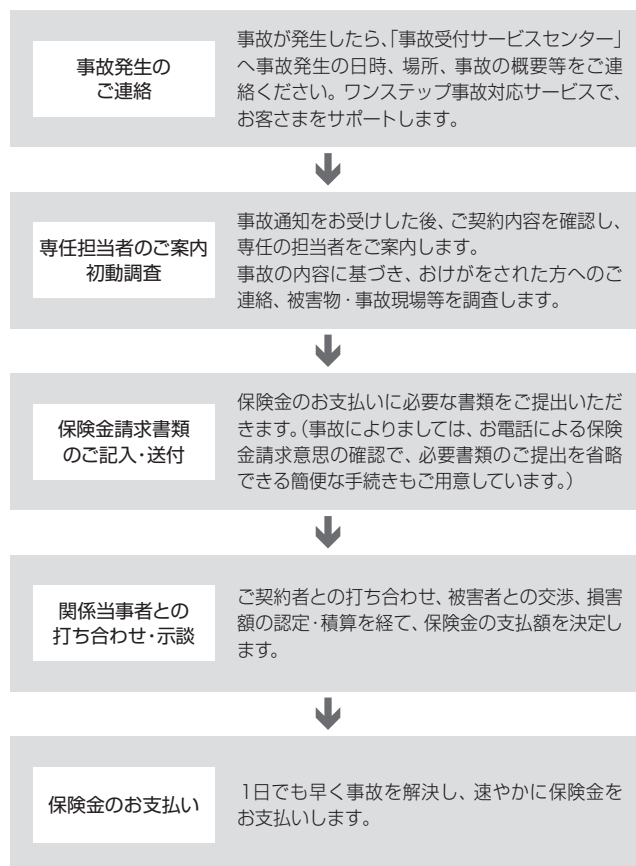 事故発生の
ご連絡
事故が発生したら、「事故受付サービスセンター」
へ事故発生の日時、場所、事故の概要等をご連
絡ください。ワンステップ事故対応サービスで、
お客さまをサポートします。
専任担当者のご案内
初動調査
事故通知をお受けした後、ご契約内容を確認し、
専任の担当者をご案内します。
事故の内容に基づき、おけがをされた方へのご
連絡、被害物・事故現場等を調査します。
保険金請求書類
のご記入・送付
保険金のお支払いに必要な書類をご提出いただ
きます。(事故によりましては、お電話による保険
金請求意思の確認で、必要書類のご提出を省略
できる簡便な手続きもご用意しています。)
関係当事者との
打ち合わせ・示談
ご契約者との打ち合わせ、被害者との交渉、損害
額の認定・積算を経て、保険金の支払額を決定し
ます。
保険金のお支払い
1日でも早く事故を解決し、速やかに保険金を
お支払いします。